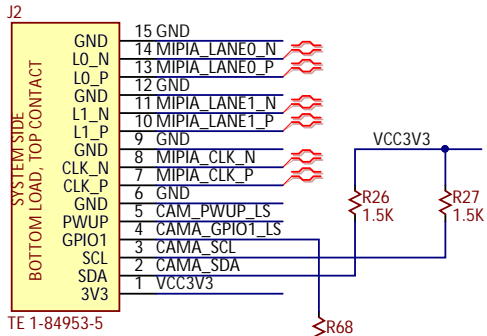 J2
SYSTEM SIDE
BOTTOM LOAD, TOP CONTACT
GND 15 GND
L0_N 14 MIPIA_LANE0_N
L0_P 13 MIPIA_LANE0_P
GND 12 GND
L1_N 11 MIPIA_LANE1_N
L1_P 10 MIPIA_LANE1_P
GND 9 GND
CLK_N 8 MIPIA_CLK_N
CLK_P 7 MIPIA_CLK_P
GND 6 GND
PWUP 5 CAM_PWUP_LS
GPIO1 4 CAMA_GPIO1_LS
SCL 3 CAMA_SCL
SDA 2 CAMA_SDA
3V3 1 VCC3V3
TE 1-84953-5
VCC3V3
R26
1.5K
R27
1.5K
R68